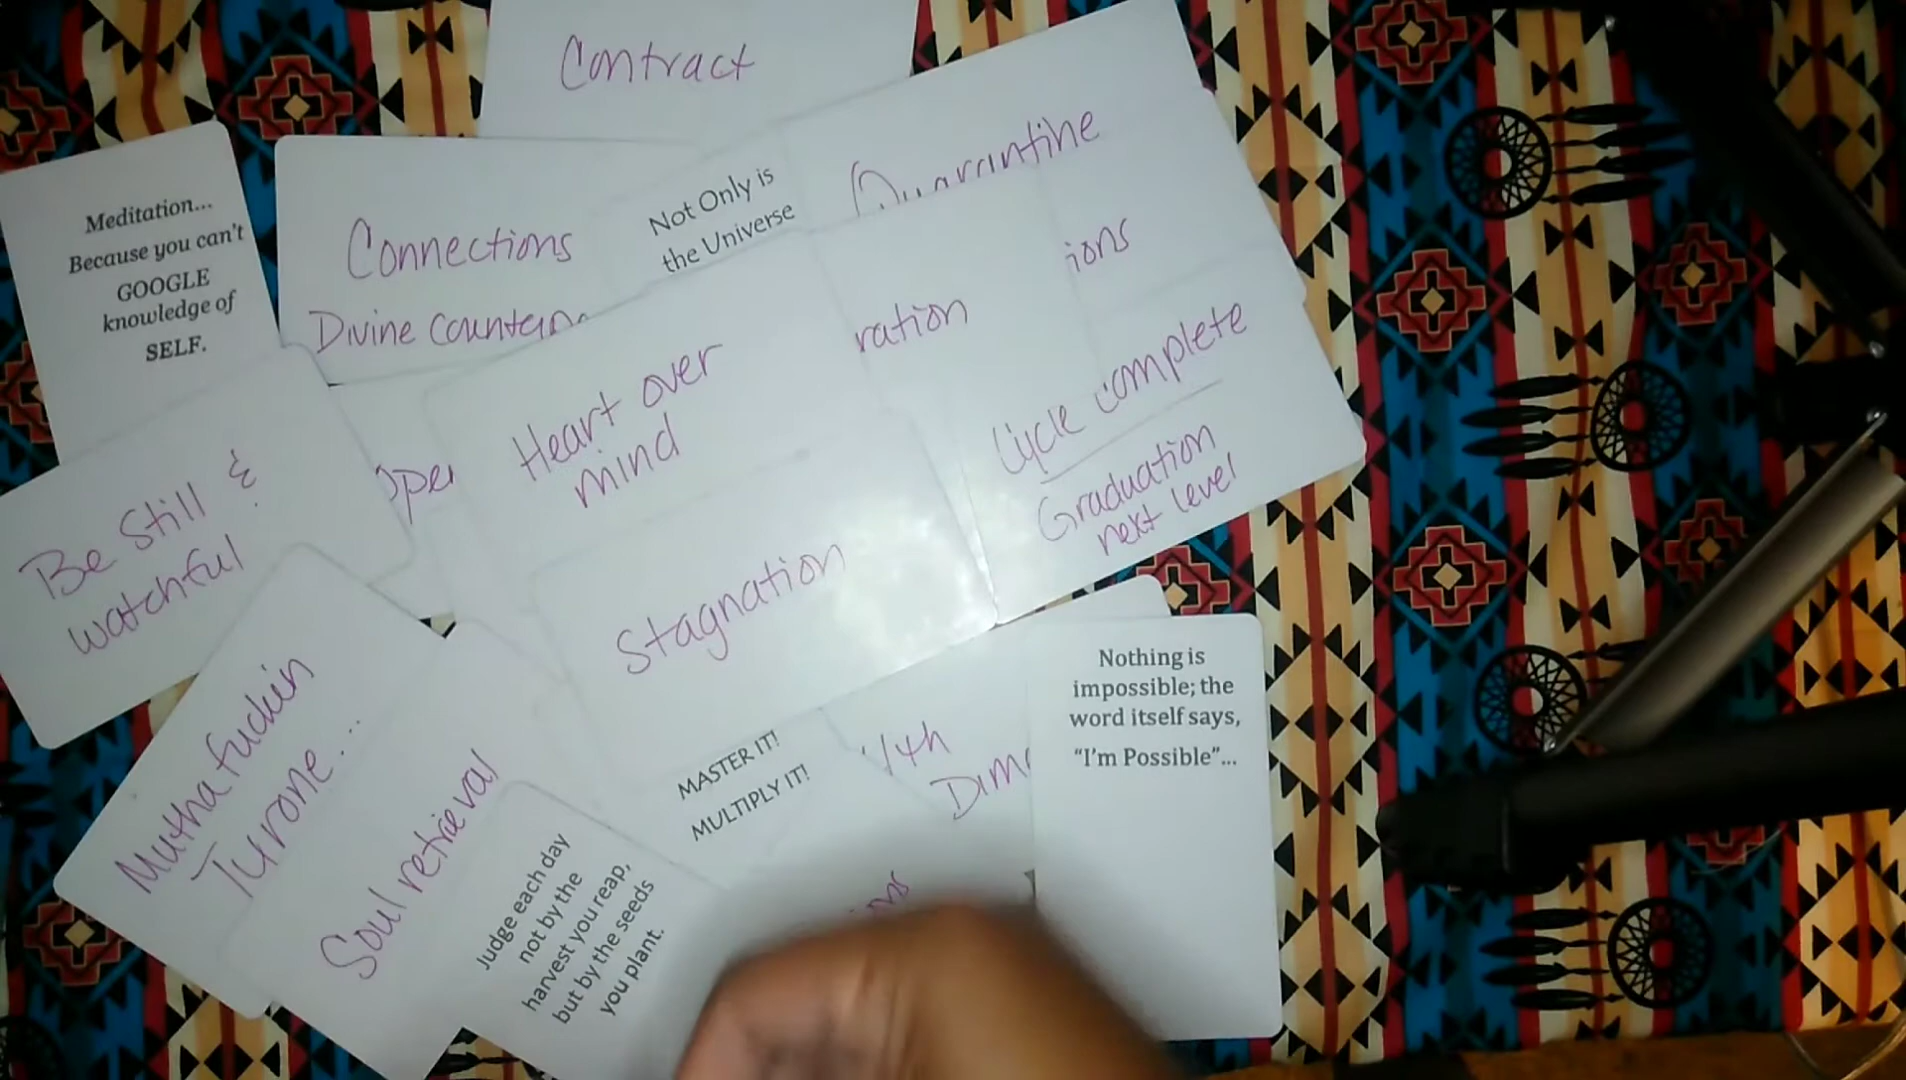 Contract
Meditation...
Because you can't
GOOGLE
knowledge of
SELF.
Connections
Divine
Not Only is
the Universe
Quarantine
ions
ration
Cycle complete
Graduation
next level
Heart over
mind
Be Still &
watchful
Stagnation
Muthafuckin
Turone...
Soul retrieval
Judge each day
not by the
harvest you reap,
but by the seeds
you plant.
MASTER IT!
MULTIPLY IT!
/4th
Nothing is
impossible; the
word itself says,
"I'm Possible"...